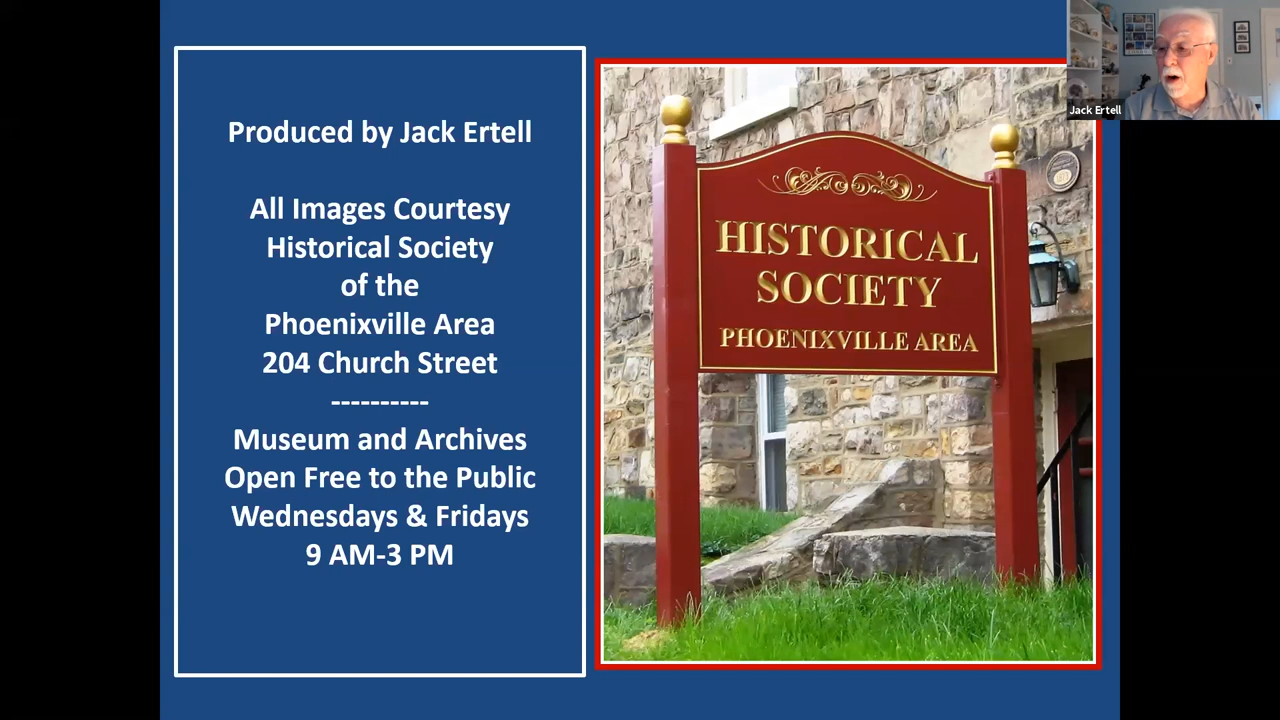 Produced by Jack Ertell
All Images Courtesy
Historical Society
of the
Phoenixville Area
204 Church Street
----------
Museum and Archives
Open Free to the Public
Wednesdays & Fridays
9 AM-3 PM
HISTORICAL
SOCIETY
PHOENIXVILLE AREA
Jack Ertell